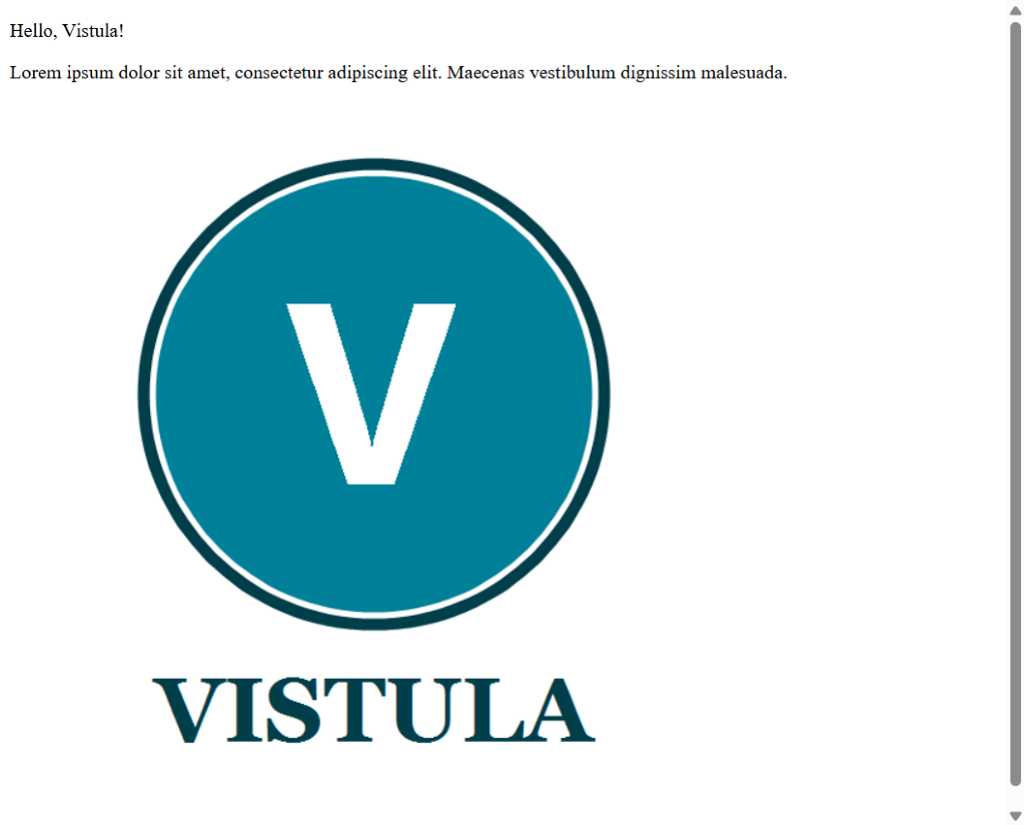 Hello, Vistula!
Lorem ipsum dolor sit amet, consectetur adipiscing elit. Maecenas vestibulum dignissim malesuada.
V
VISTULA